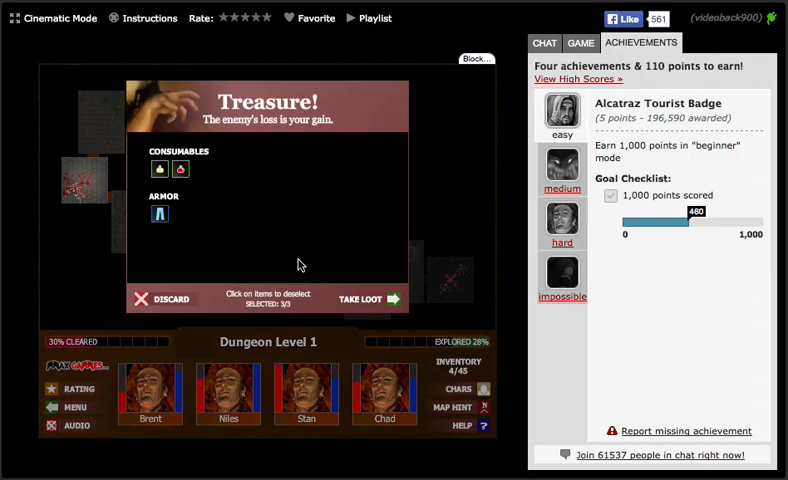 Cinematic Mode
Instructions
Rate:
Favorite
Playlist
Like
561
(videoback900)
Block...
CHAT
GAME
ACHIEVEMENTS
Treasure!
The enemy's loss is your gain.
CONSUMABLES
ARMOR
DISCARD
Click on items to deselect
SELECTED: 3/3
TAKE LOOT
30% CLEARED
Dungeon Level 1
EXPLORED 28%
MAX GAMES...
RATING
MENU
AUDIO
Brent
Niles
Stan
Chad
INVENTORY
4/45
CHARS
MAP HINT
N
HELP
?
Four achievements & 110 points to earn!
View High Scores »
easy
medium
hard
impossible
Alcatraz Tourist Badge
(5 points - 196,590 awarded)
Earn 1,000 points in "beginner"
mode
Goal Checklist:
1,000 points scored
460
0
1,000
Report missing achievement
Join 61537 people in chat right now!